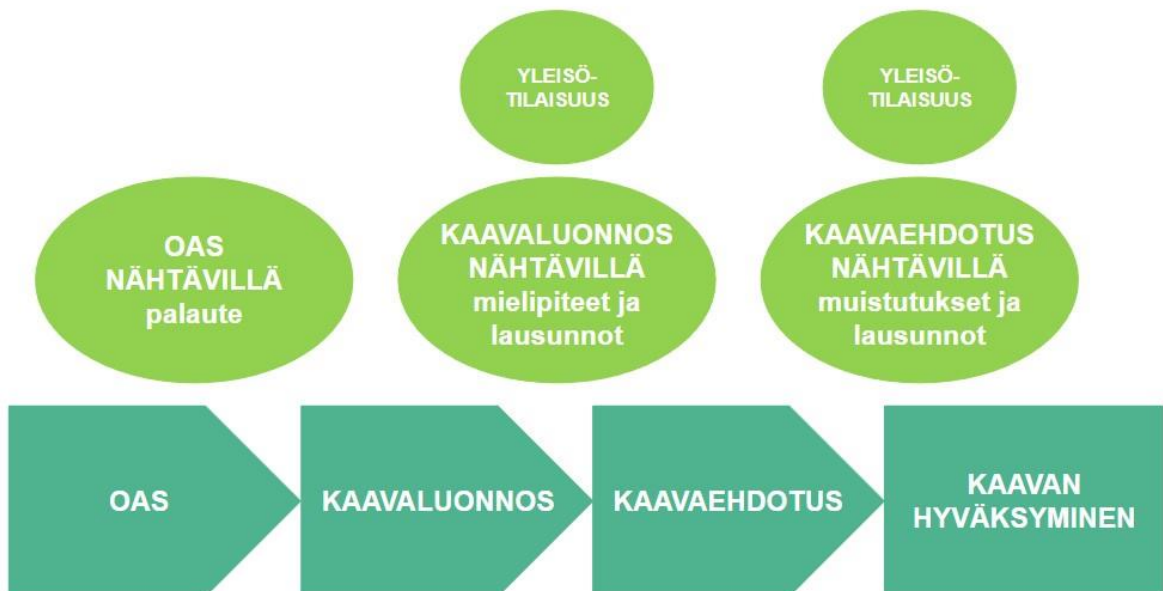 YLEISÖ-
TILAISUUS
YLEISÖ-
TILAISUUS
OAS
NÄHTÄVILLÄ
palaute
KAAVALUONNOS
NÄHTÄVILLÄ
mielipiteet ja
lausunnot
KAAVAEHDOTUS
NÄHTÄVILLÄ
muistutukset ja
lausunnot
OAS
KAAVALUONNOS
KAAVAEHDOTUS
KAAVAN
HYVÄKSYMINEN